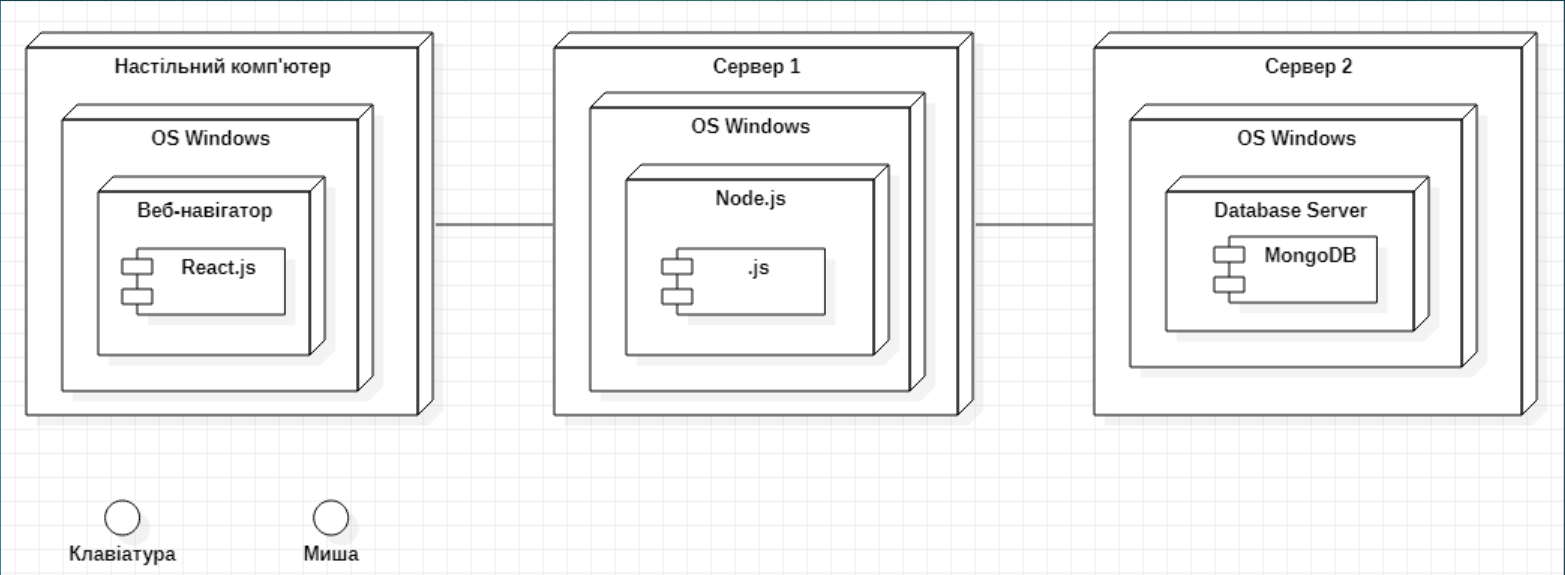 Настільний комп'ютер
OS Windows
Веб-навігатор
React.js
Сервер 1
OS Windows
Node.js
.js
Сервер 2
OS Windows
Database Server
MongoDB
Клавіатура
Миша